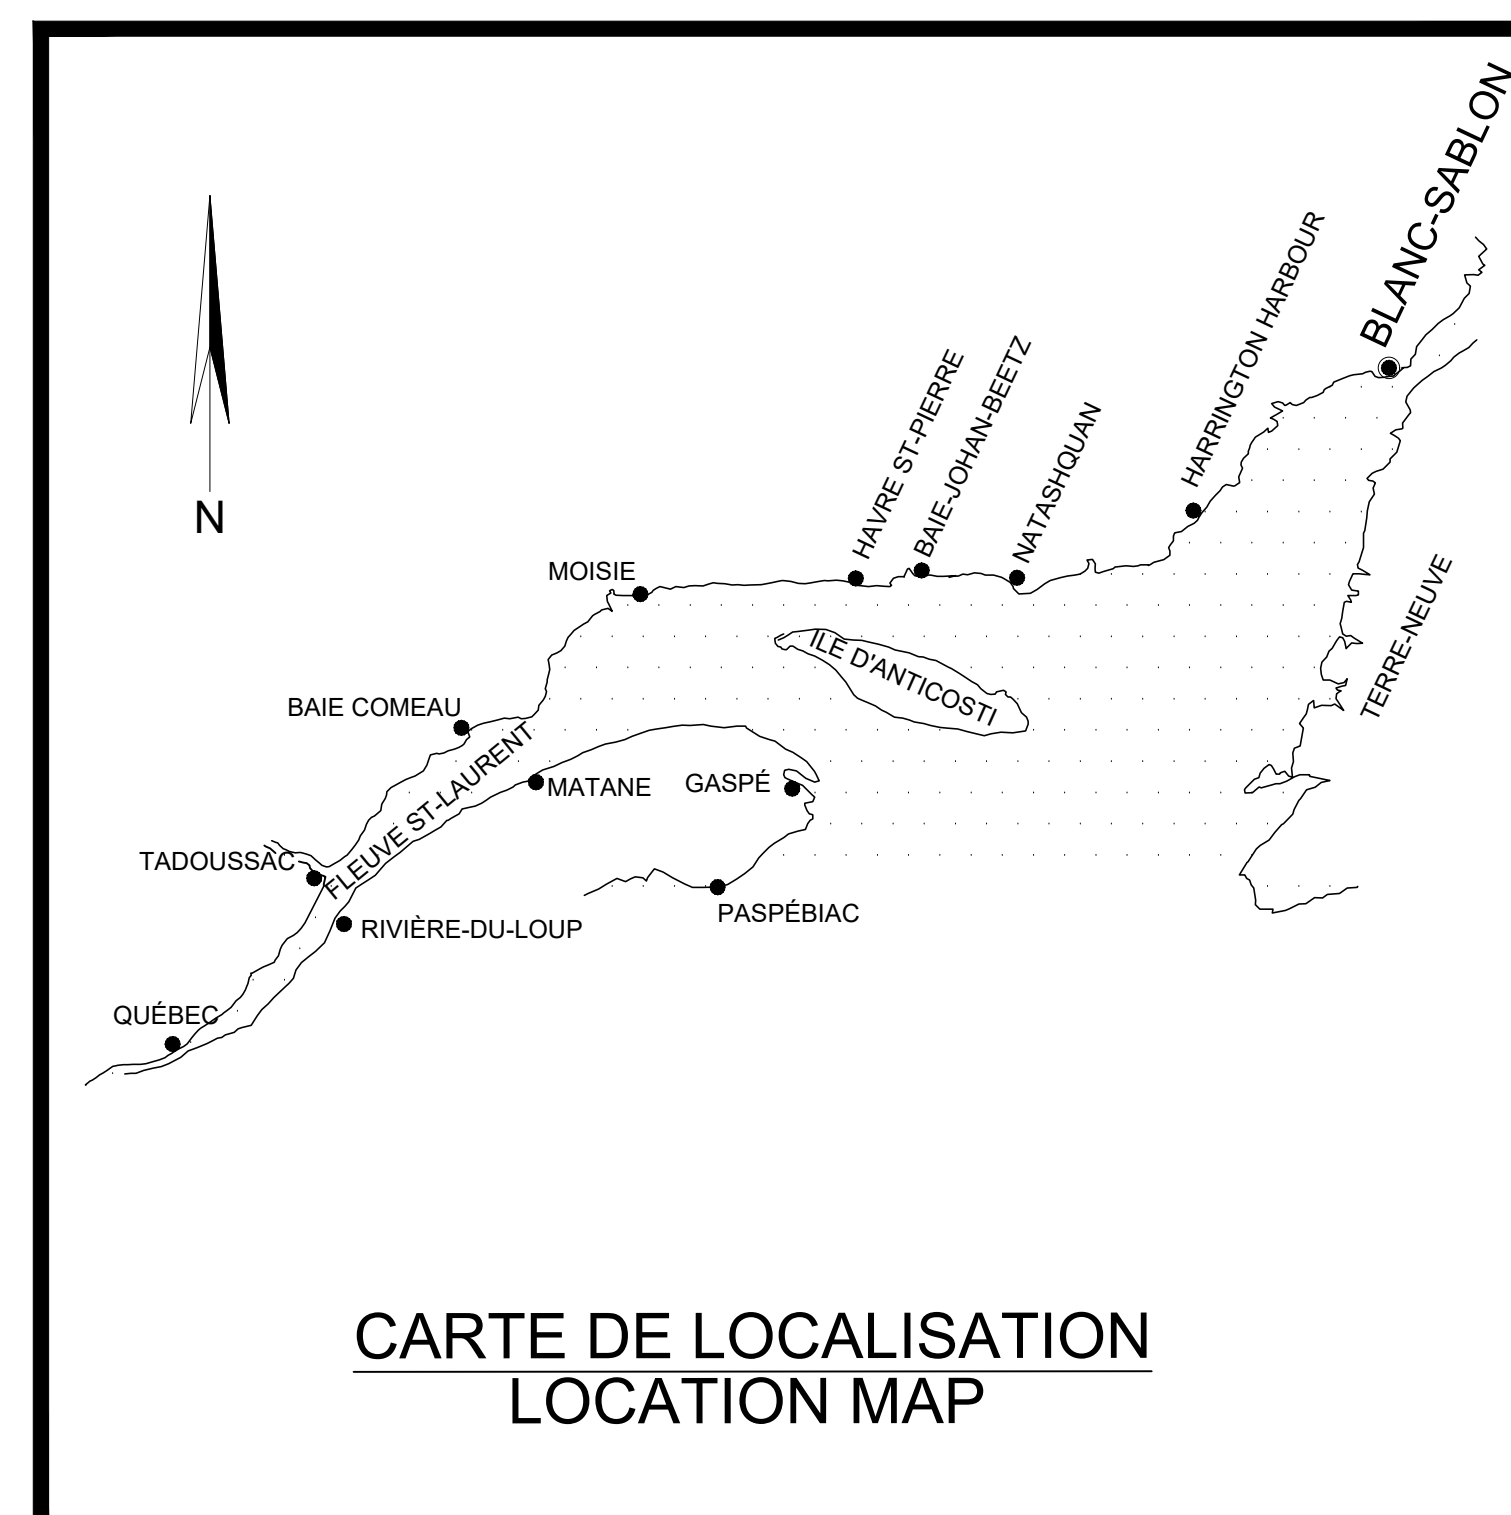 BLANC-SABLON
HARRINGTON HARBOUR
HAVRE ST-PIERRE
BAIE-JOHAN-BEETZ
NATASHQUAN
N
MOISIE
TERRE-NEUVE
ILE D'ANTICOSTI
BAIE COMEAU
FLEUVE ST-LAURENT
MATANE
GASPÉ
TADOUSSAC
PASPÉBIAC
RIVIÈRE-DU-LOUP
QUÉBEC
CARTE DE LOCALISATION
LOCATION MAP